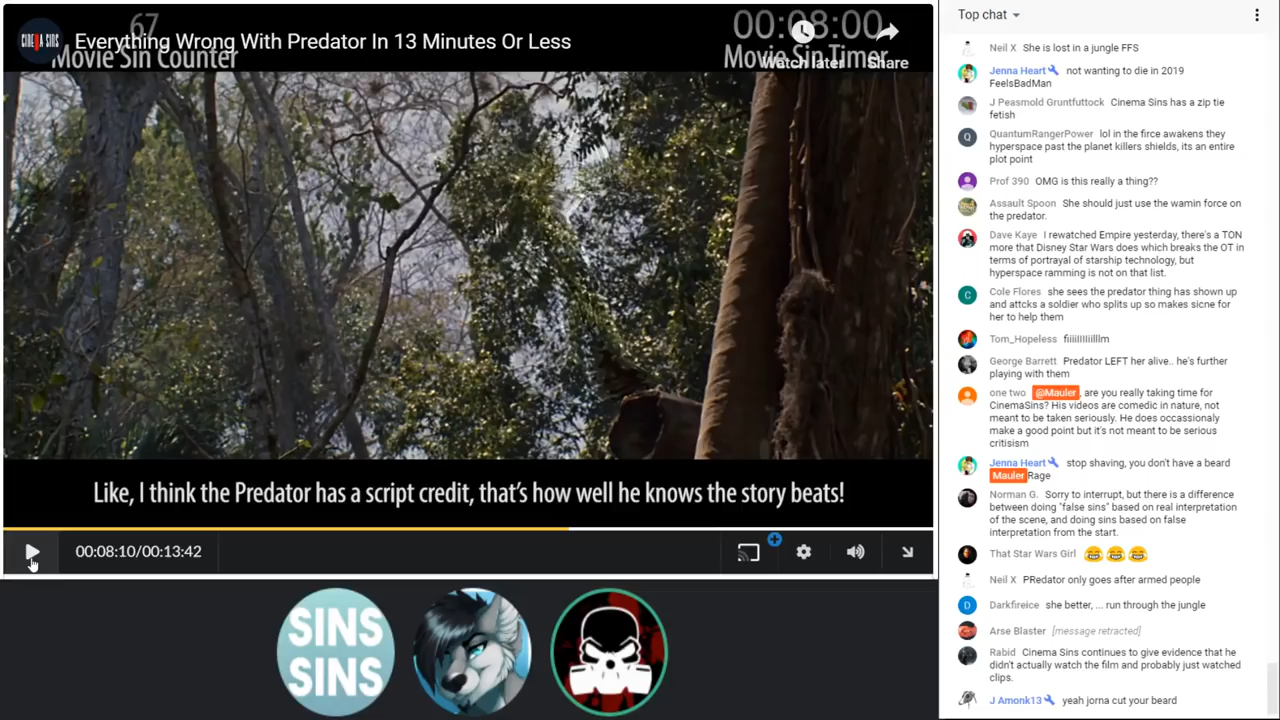 67
Movie Sin Counter
00:08:00
Movie Sin Timer
CINEMA SINS
Everything Wrong With Predator In 13 Minutes Or Less
Watch later
Share
Like, I think the Predator has a script credit, that's how well he knows the story beats!
00:08:10/00:13:42
SINS
SINS
Top chat
Neil X She is lost in a jungle FFS
Jenna Heart not wanting to die in 2019
FeelsBadMan
J Peasmold Gruntfuttock Cinema Sins has a zip tie
fetish
Q
QuantumRangerPower lol in the firce awakens they
hyperspace past the planet killers shields, its an entire
plot point
Prof 390 OMG is this really a thing??
Assault Spoon She should just use the wamin force on
the predator.
Dave Kaye I rewatched Empire yesterday, there's a TON
more that Disney Star Wars does which breaks the OT in
terms of portrayal of starship technology, but
hyperspace ramming is not on that list.
C
Cole Flores she sees the predator thing has shown up
and attcks a soldier who splits up so makes sicne for
her to help them
Tom_Hopeless fiiiiIIIIiiIlllm
George Barrett Predator LEFT her alive.. he's further
playing with them
one two @Mauler, are you really taking time for
CinemaSins? His videos are comedic in nature, not
meant to be taken seriously. He does occassionaly
make a good point but it's not meant to be serious
critisism
Jenna Heart stop shaving, you don't have a beard
Mauler Rage
Norman G. Sorry to interrupt, but there is a difference
between doing "false sins" based on real interpretation
of the scene, and doing sins based on false
interpretation from the start.
That Star Wars Girl 😂😂😂
Neil X PRedator only goes after armed people
D
Darkfireice she better, ... run through the jungle
Arse Blaster [message retracted]
Rabid Cinema Sins continues to give evidence that he
didn't actually watch the film and probably just watched
clips.
J Amonk13 yeah jorna cut your beard